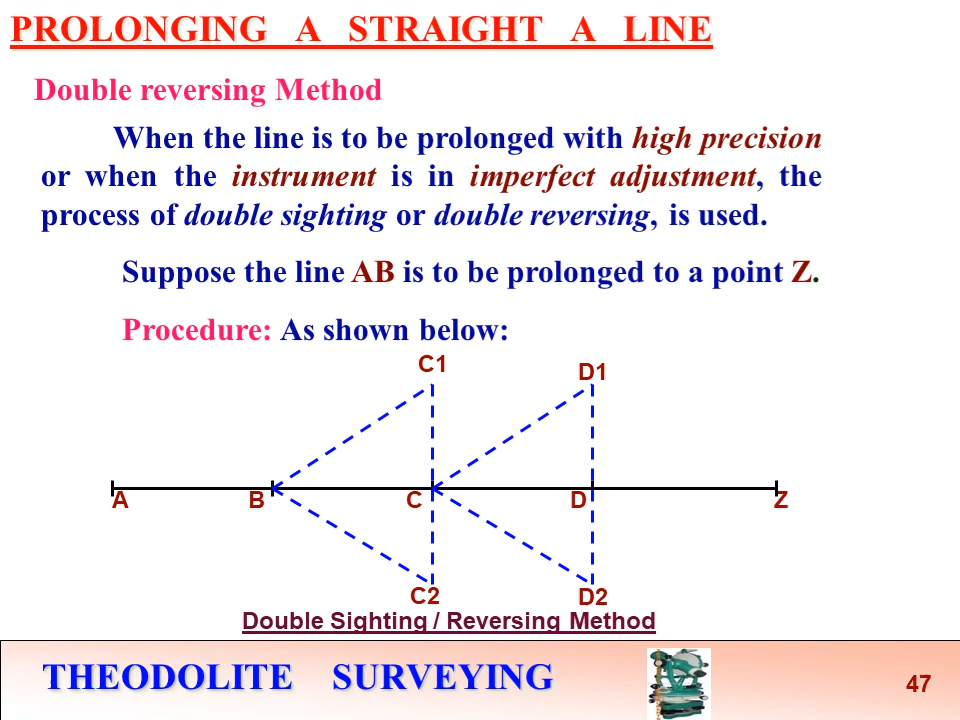 PROLONGING A STRAIGHT A LINE
Double reversing Method
When the line is to be prolonged with high precision
or when the instrument is in imperfect adjustment, the
process of double sighting or double reversing, is used.
Suppose the line AB is to be prolonged to a point Z.
Procedure: As shown below:
C1
D1
A B C D Z
C2
D2
Double Sighting / Reversing Method
THEODOLITE SURVEYING
47